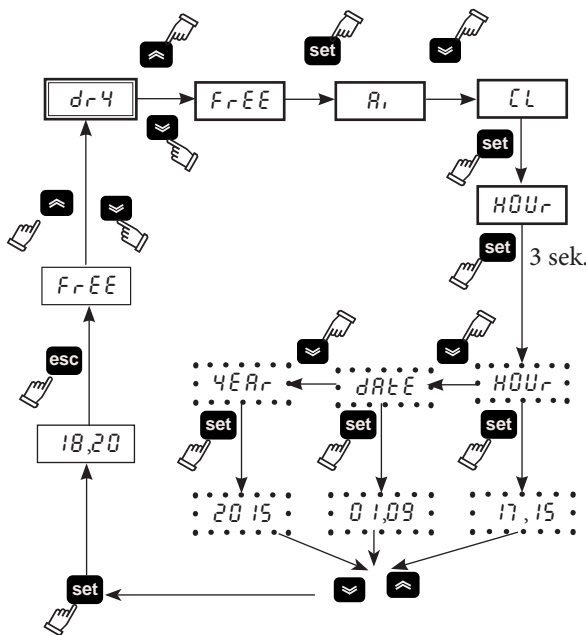 set
dr4
FrEE
Ai
CL
set
HOUr
set
3 sek.
FrEE
esc
YEAr
dAtE
HOUr
set
set
set
18,20
2015
01,09
17,15
set